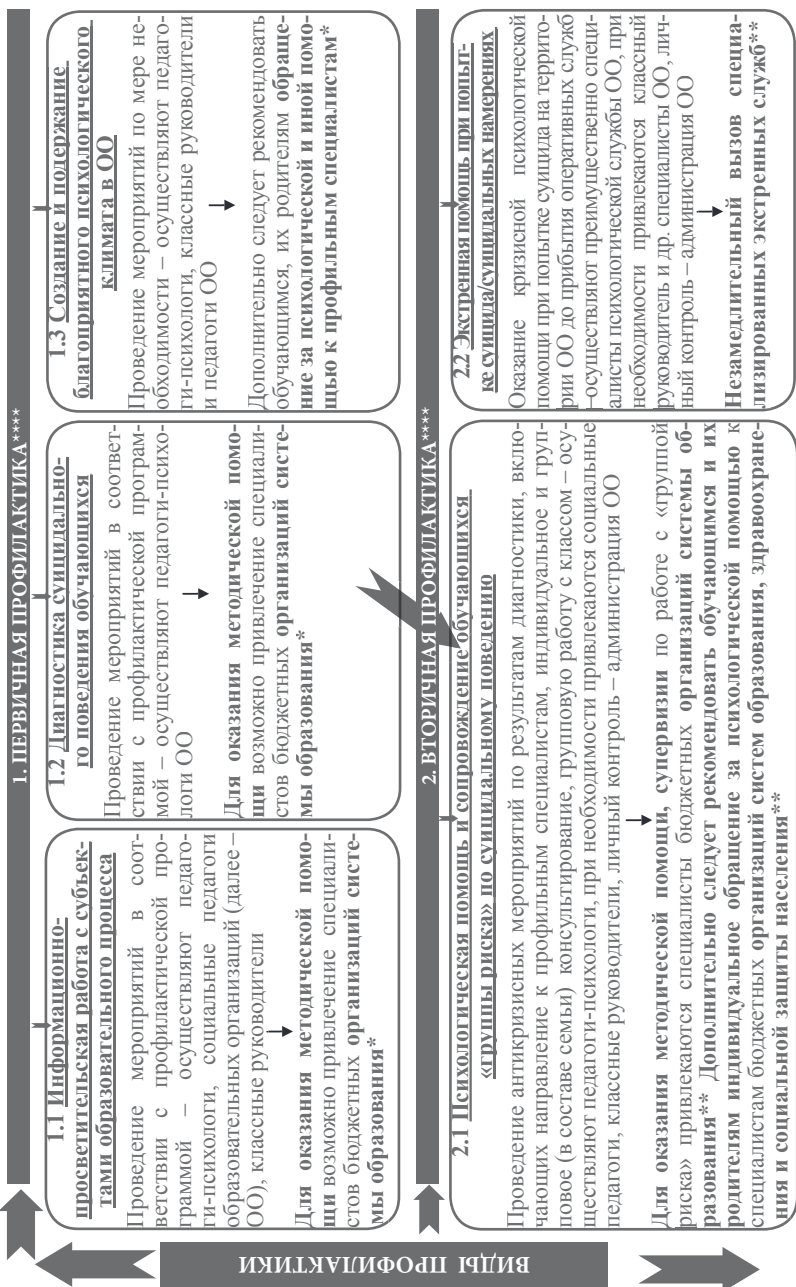 ВИДЫ ПРОФИЛАКТИКИ
1. ПЕРВИЧНАЯ ПРОФИЛАКТИКА****
1.1 Информационно-
просветительская работа с субъек-
тами образовательного процесса
Проведение мероприятий в соот-
ветствии с профилактической про-
граммой – осуществляют педаго-
ги-психологи, социальные педагоги
образовательных организаций (далее –
ОО), классные руководители
Для оказания методической помо-
щи возможно привлечение специали-
стов бюджетных организаций систе-
мы образования*
1.2 Диагностика суицидально-
го поведения обучающихся
Проведение мероприятий в соответ-
ствии с профилактической програм-
мой – осуществляют педагоги-психо-
логи ОО
Для оказания методической помо-
щи возможно привлечение специали-
стов бюджетных организаций систе-
мы образования*
1.3 Создание и подержание
благоприятного психологического
климата в ОО
Проведение мероприятий по мере не-
обходимости – осуществляют педаго-
ги-психологи, классные руководители
и педагоги ОО
Дополнительно следует рекомендовать
обучающимся, их родителям обраще-
ние за психологической и иной помо-
щью к профильным специалистам*
2. ВТОРИЧНАЯ ПРОФИЛАКТИКА****
2.1 Психологическая помощь и сопровождение обучающихся
«группы риска» по суицидальному поведению
Проведение антикризисных мероприятий по результатам диагностики, вклю-
чающих направление к профильным специалистам, индивидуальное и груп-
повое (в составе семьи) консультирование, групповую работу с классом – осу-
ществляют педагоги-психологи, при необходимости привлекаются социальные
педагоги, классные руководители, личный контроль – администрация ОО
Для оказания методической помощи, супервизии по работе с «группой
риска» привлекаются специалисты бюджетных организаций системы об-
разования** Дополнительно следует рекомендовать обучающимся и их
родителям индивидуальное обращение за психологической помощью к
специалистам бюджетных организаций систем образования, здравоохране-
ния и социальной защиты населения**
2.2 Экстренная помощь при попыт-
ке суицида/суицидальных намерениях
Оказание кризисной психологической
помощи при попытке суицида на террито-
рии ОО до прибытия оперативных служб
–осуществляют преимущественно специ-
алисты психологической службы ОО, при
необходимости привлекаются классный
руководитель и др. специалисты ОО, лич-
ный контроль – администрация ОО
Незамедлительный вызов специа-
лизированных экстренных служб**